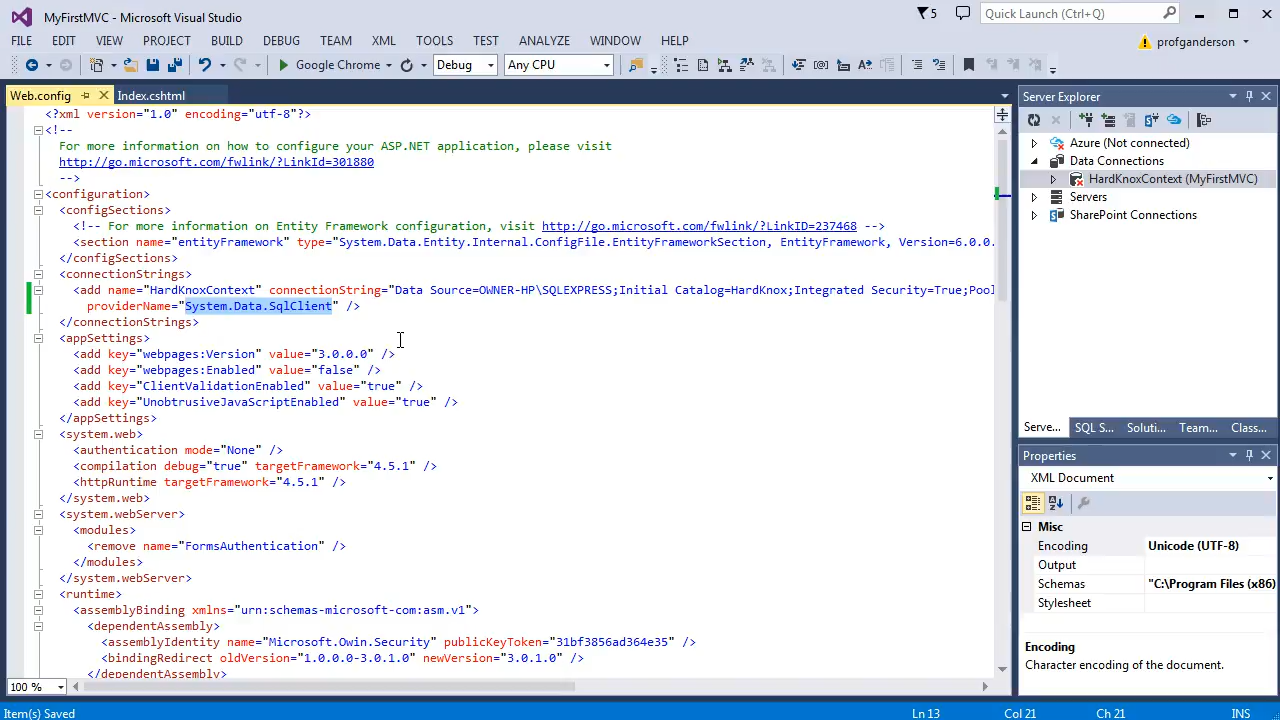 MyFirstMVC - Microsoft Visual Studio
5
Quick Launch (Ctrl+Q)
FILE EDIT VIEW PROJECT BUILD DEBUG TEAM XML TOOLS TEST ANALYZE WINDOW HELP
profganderson
Google Chrome Debug Any CPU
Web.config Index.cshtml
<?xml version="1.0" encoding="utf-8"?>
<!--
For more information on how to configure your ASP.NET application, please visit
http://go.microsoft.com/fwlink/?LinkId=301880
-->
<configuration>
<configSections>
<!-- For more information on Entity Framework configuration, visit http://go.microsoft.com/fwlink/?LinkID=237468 -->
<section name="entityFramework" type="System.Data.Entity.Internal.ConfigFile.EntityFrameworkSection, EntityFramework, Version=6.0.0.
</configSections>
<connectionStrings>
<add name="HardKnoxContext" connectionString="Data Source=OWNER-HP\SQLEXPRESS;Initial Catalog=HardKnox;Integrated Security=True;Pool
providerName="System.Data.SqlClient" />
</connectionStrings>
<appSettings>
<add key="webpages:Version" value="3.0.0.0" />
<add key="webpages:Enabled" value="false" />
<add key="ClientValidationEnabled" value="true" />
<add key="UnobtrusiveJavaScriptEnabled" value="true" />
</appSettings>
<system.web>
<authentication mode="None" />
<compilation debug="true" targetFramework="4.5.1" />
<httpRuntime targetFramework="4.5.1" />
</system.web>
<system.webServer>
<modules>
<remove name="FormsAuthentication" />
</modules>
</system.webServer>
<runtime>
<assemblyBinding xmlns="urn:schemas-microsoft-com:asm.v1">
<dependentAssembly>
<assemblyIdentity name="Microsoft.Owin.Security" publicKeyToken="31bf3856ad364e35" />
<bindingRedirect oldVersion="1.0.0.0-3.0.1.0" newVersion="3.0.1.0" />
</dependentAssembly>
100 %
Server Explorer
Azure (Not connected)
Data Connections
HardKnoxContext (MyFirstMVC)
Servers
SharePoint Connections
Serve... SQL S... Soluti... Team... Class...
Properties
XML Document
Misc
Encoding Unicode (UTF-8)
Output
Schemas "C:\Program Files (x86)
Stylesheet
Encoding
Character encoding of the document.
Item(s) Saved Ln 13 Col 21 Ch 21 INS